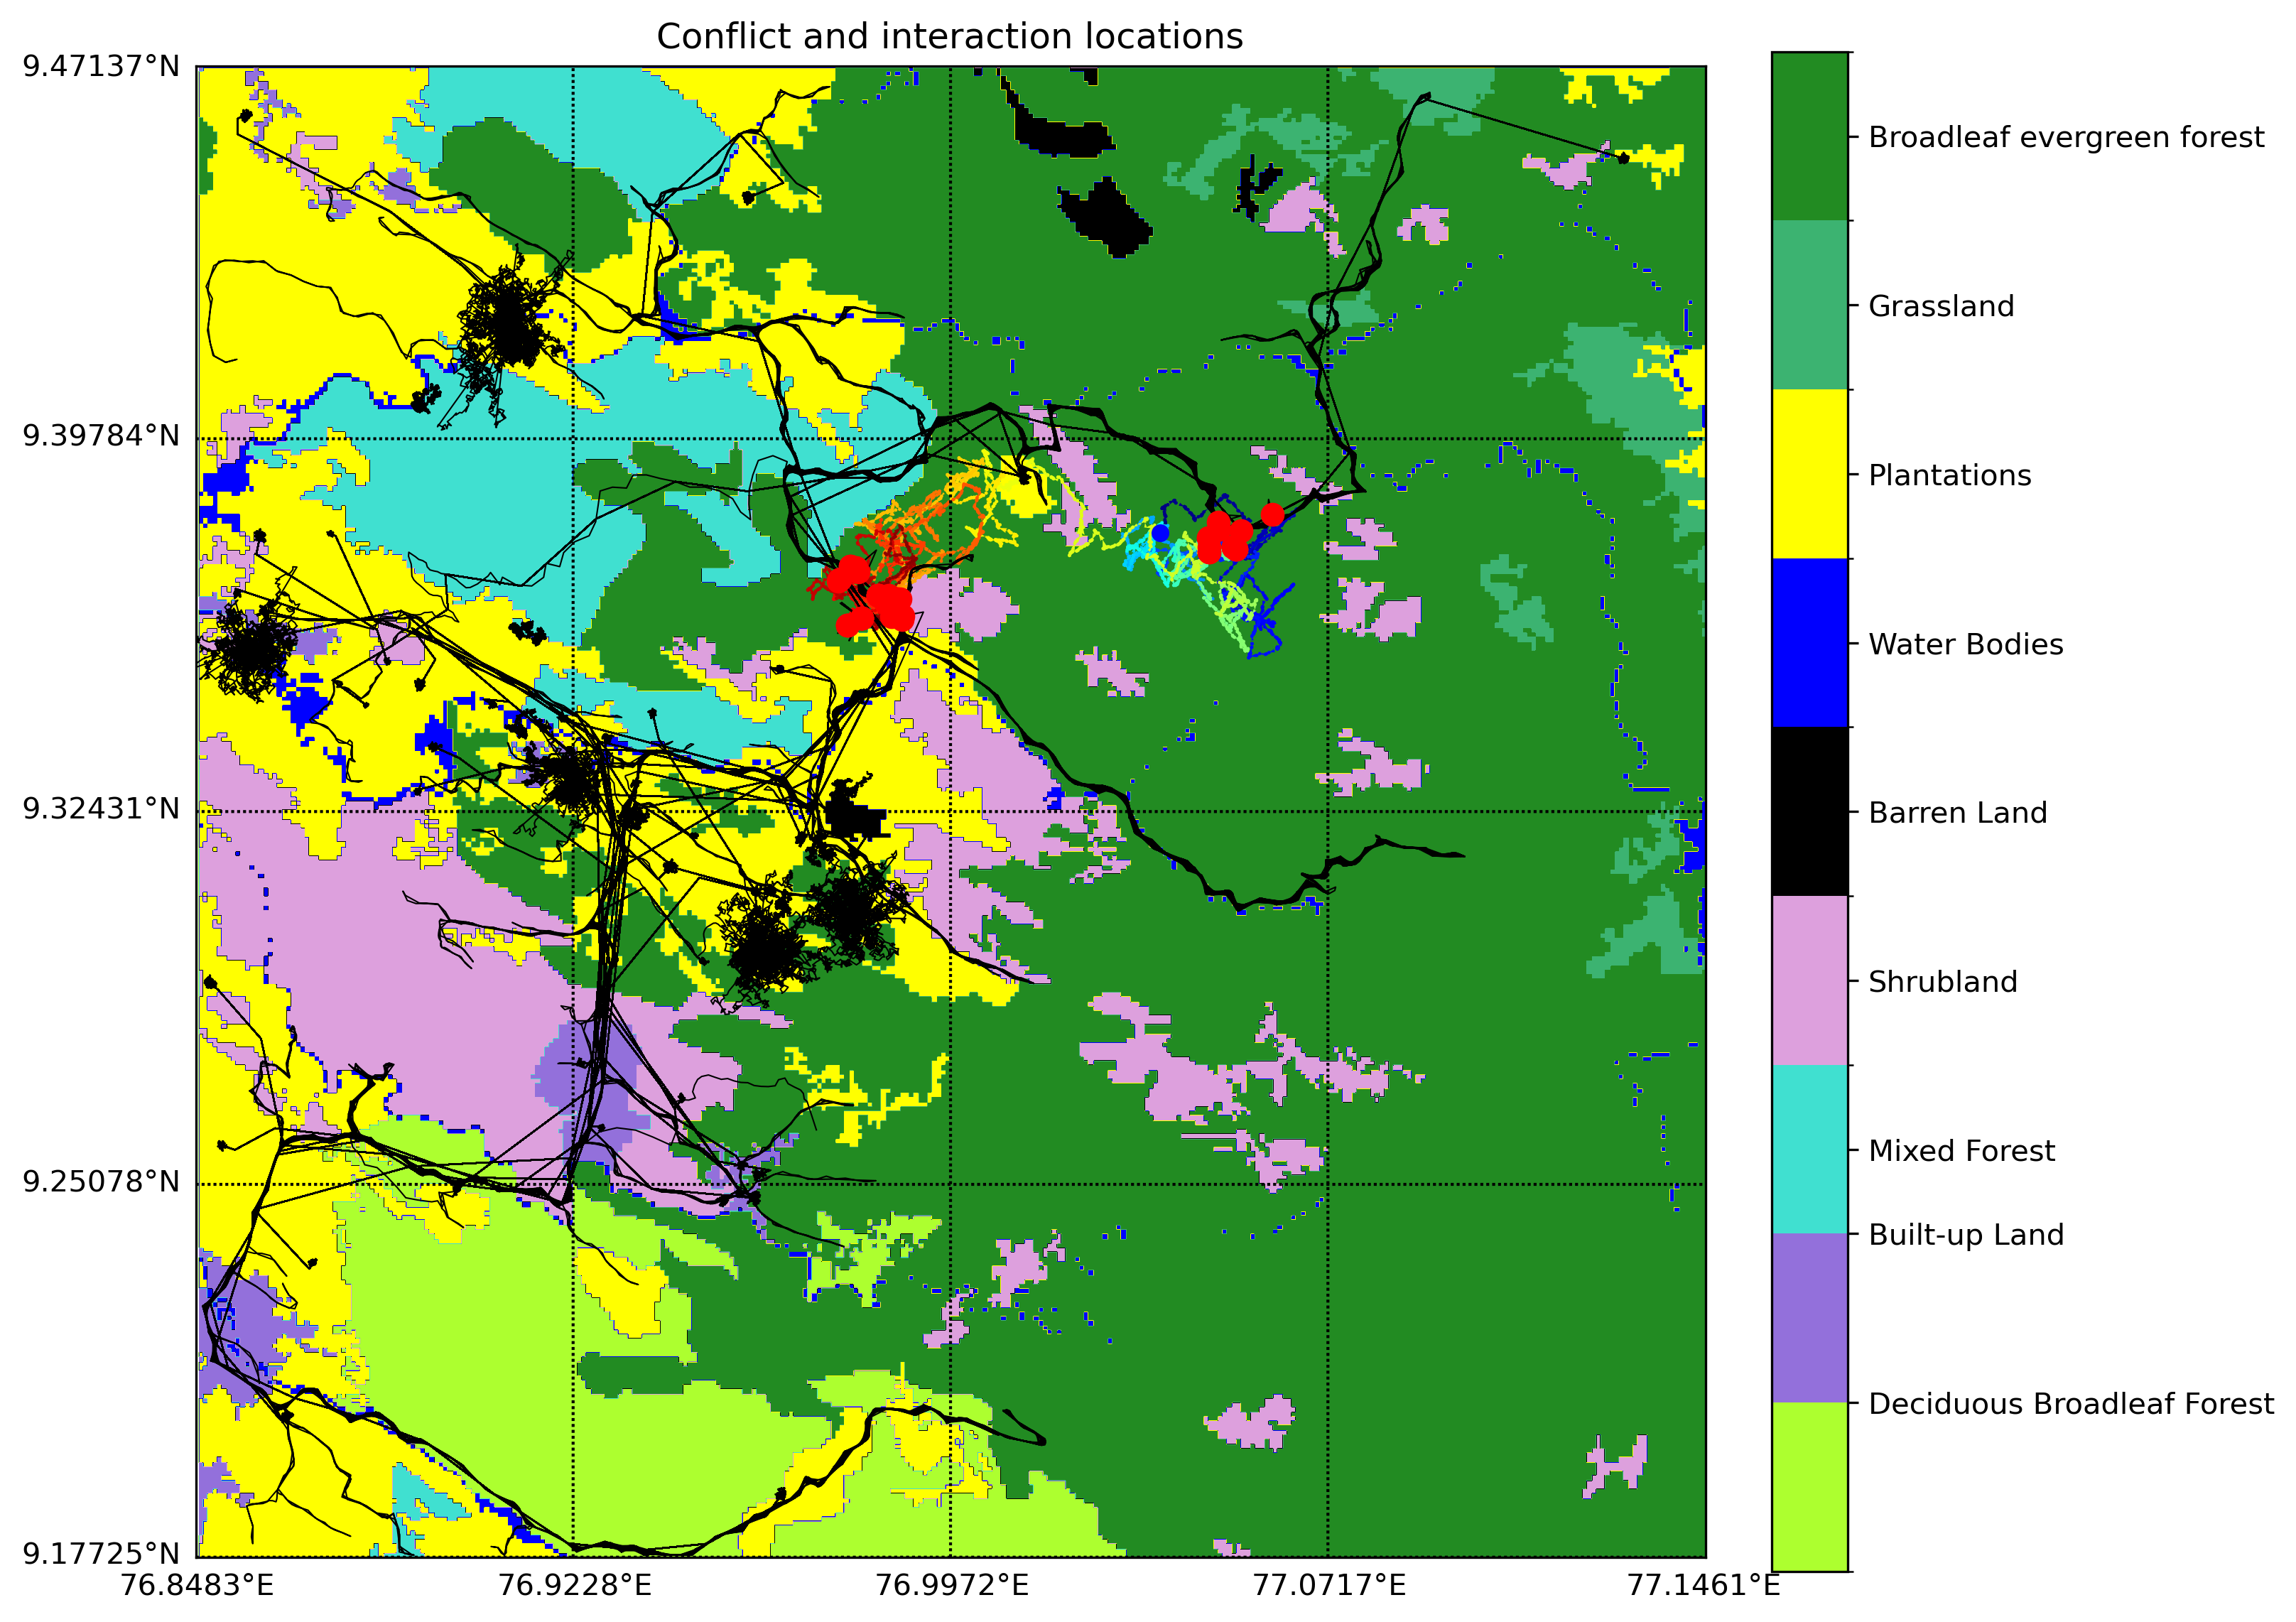 Conflict and interaction locations
9.47137°N
9.39784°N
9.32431°N
9.25078°N
9.17725°N
76.8483°E
76.9228°E
76.9972°E
77.0717°E
77.1461°E
Broadleaf evergreen forest
Grassland
Plantations
Water Bodies
Barren Land
Shrubland
Mixed Forest
Built-up Land
Deciduous Broadleaf Forest